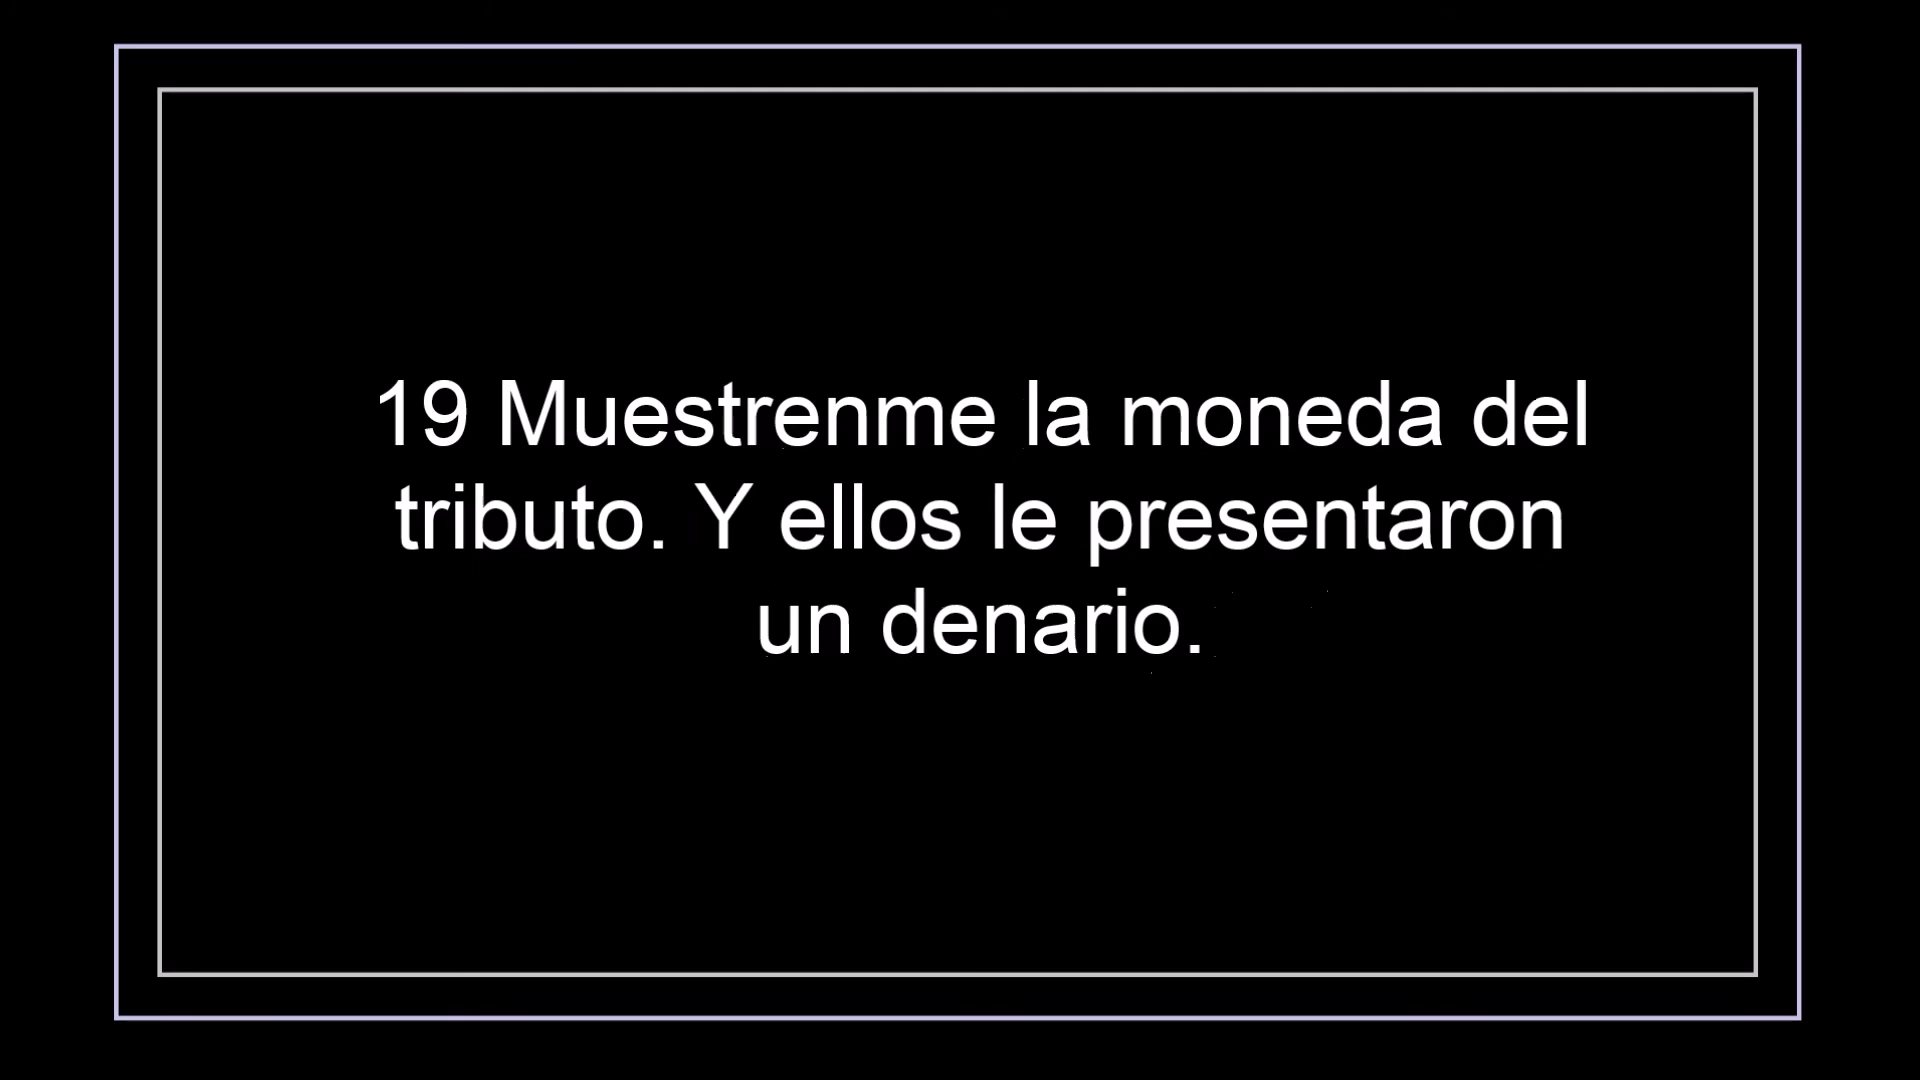 19 Muestrenme la moneda del
tributo. Y ellos le presentaron
un denario.